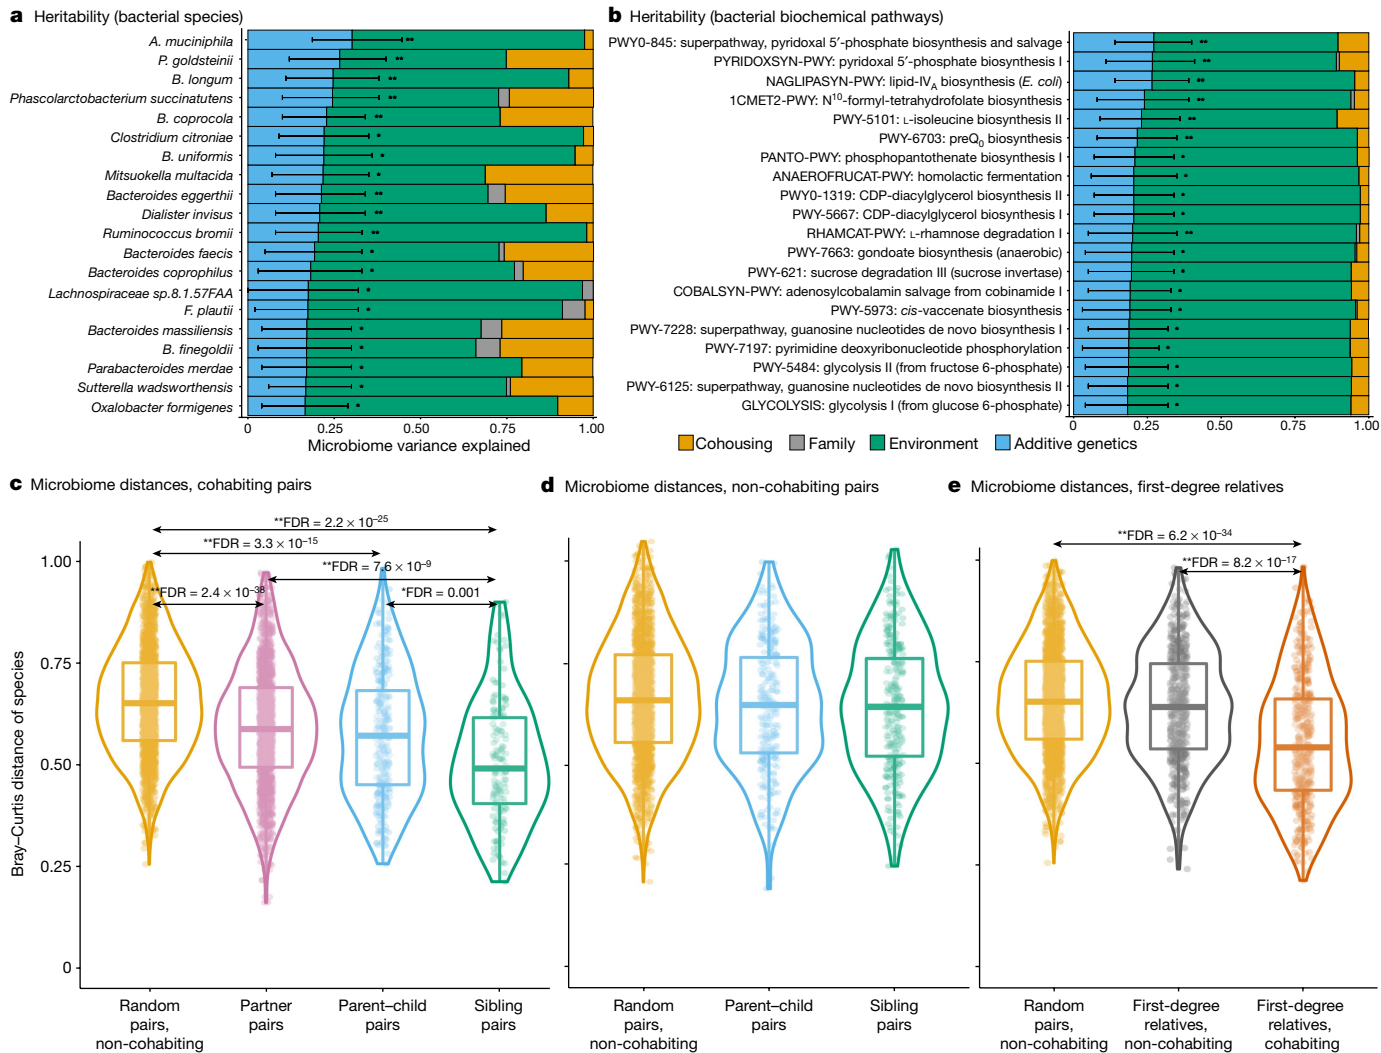 a Heritability (bacterial species)
A. muciniphila **
P. goldsteinii **
B. longum **
Phascolarctobacterium succinatutens **
B. coprocola **
Clostridium citroniae *
B. uniformis *
Mitsuokella multacida *
Bacteroides eggerthii **
Dialister invisus **
Ruminococcus bromii **
Bacteroides faecis *
Bacteroides coprophilus *
Lachnospiraceae sp.8.1.57FAA *
F. plautii *
Bacteroides massiliensis *
B. finegoldii *
Parabacteroides merdae *
Sutterella wadsworthensis *
Oxalobacter formigenes *
0 0.25 0.50 0.75 1.00
Microbiome variance explained
b Heritability (bacterial biochemical pathways)
PWY0-845: superpathway, pyridoxal 5′-phosphate biosynthesis and salvage **
PYRIDOXSYN-PWY: pyridoxal 5′-phosphate biosynthesis I **
NAGLIPASYN-PWY: lipid-IVA biosynthesis (E. coli) **
1CMET2-PWY: N10-formyl-tetrahydrofolate biosynthesis **
PWY-5101: L-isoleucine biosynthesis II **
PWY-6703: preQ0 biosynthesis **
PANTO-PWY: phosphopantothenate biosynthesis I *
ANAEROFRUCAT-PWY: homolactic fermentation *
PWY0-1319: CDP-diacylglycerol biosynthesis II *
PWY-5667: CDP-diacylglycerol biosynthesis I *
RHAMCAT-PWY: L-rhamnose degradation I **
PWY-7663: gondoate biosynthesis (anaerobic) *
PWY-621: sucrose degradation III (sucrose invertase) *
COBALSYN-PWY: adenosylcobalamin salvage from cobinamide I *
PWY-5973: cis-vaccenate biosynthesis *
PWY-7228: superpathway, guanosine nucleotides de novo biosynthesis I *
PWY-7197: pyrimidine deoxyribonucleotide phosphorylation *
PWY-5484: glycolysis II (from fructose 6-phosphate) *
PWY-6125: superpathway, guanosine nucleotides de novo biosynthesis II *
GLYCOLYSIS: glycolysis I (from glucose 6-phosphate) *
0 0.25 0.50 0.75 1.00
Cohousing Family Environment Additive genetics
c Microbiome distances, cohabiting pairs
**FDR = 2.2 × 10–25
**FDR = 3.3 × 10–15
**FDR = 7.6 × 10–9
**FDR = 2.4 × 10–38
*FDR = 0.001
Bray–Curtis distance of species
1.00
0.75
0.50
0.25
0
Random
pairs,
non-cohabiting
Partner
pairs
Parent–child
pairs
Sibling
pairs
d Microbiome distances, non-cohabiting pairs
Random
pairs,
non-cohabiting
Parent–child
pairs
Sibling
pairs
e Microbiome distances, first-degree relatives
**FDR = 6.2 × 10–34
**FDR = 8.2 × 10–17
Random
pairs,
non-cohabiting
First-degree
relatives,
non-cohabiting
First-degree
relatives,
cohabiting